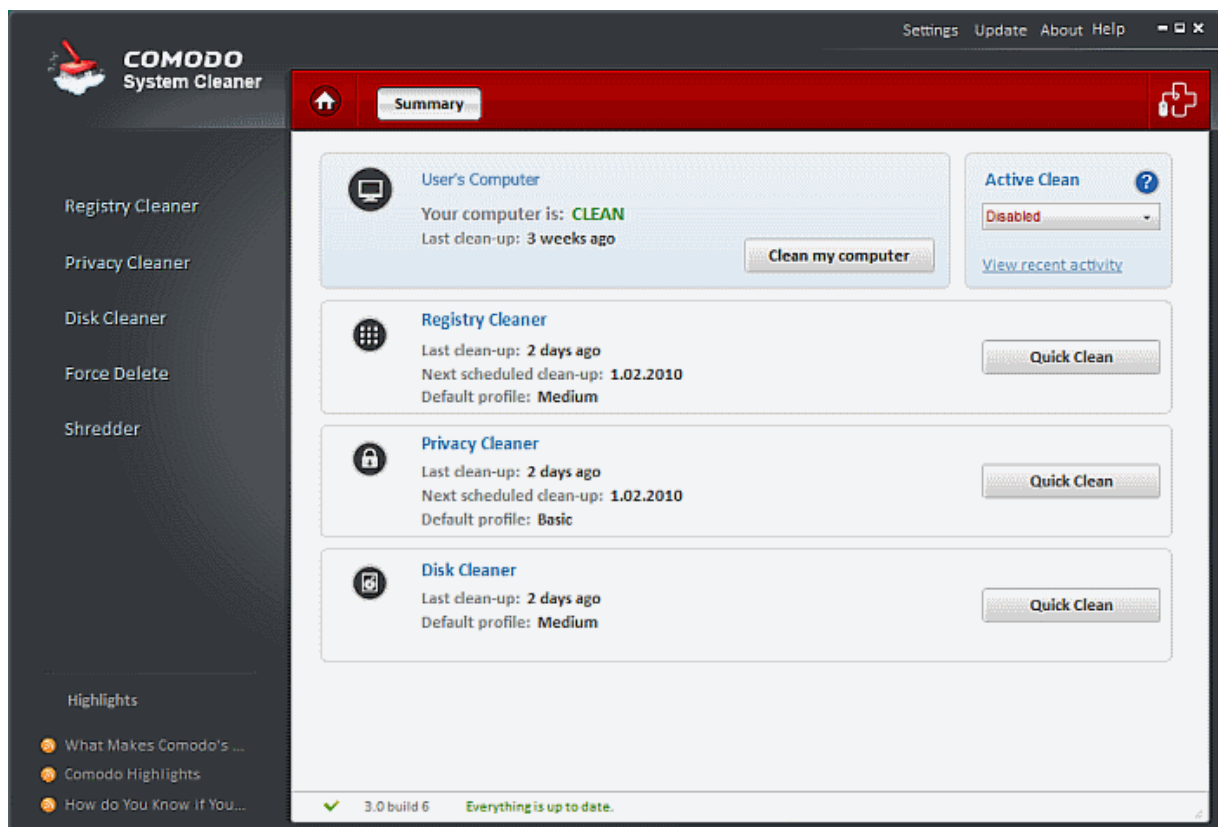 Settings Update About Help
COMODO
System Cleaner
Summary
Registry Cleaner
Privacy Cleaner
Disk Cleaner
Force Delete
Shredder
User's Computer
Your computer is: CLEAN
Last clean-up: 3 weeks ago
Clean my computer
Active Clean
?
Disabled
View recent activity
Registry Cleaner
Last clean-up: 2 days ago
Next scheduled clean-up: 1.02.2010
Default profile: Medium
Quick Clean
Privacy Cleaner
Last clean-up: 2 days ago
Next scheduled clean-up: 1.02.2010
Default profile: Basic
Quick Clean
Disk Cleaner
Last clean-up: 2 days ago
Default profile: Medium
Quick Clean
Highlights
What Makes Comodo's ...
Comodo Highlights
How do You Know if You...
3.0 build 6 Everything is up to date.